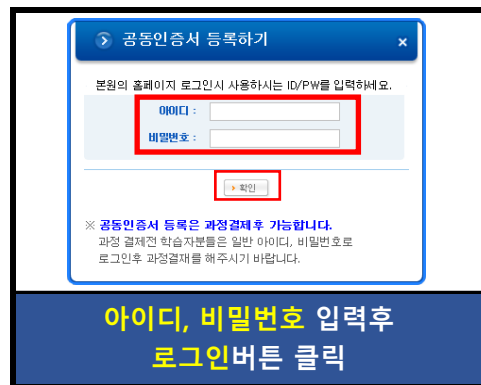 공동인증서 등록하기
본원의 홈페이지 로그인시 사용하시는 ID/PW를 입력하세요.
아이디 :
비밀번호 :
확인
※ 공동인증서 등록은 과정결제후 가능합니다.
과정 결제전 학습자분들은 일반 아이디, 비밀번호로
로그인후 과정결재를 해주시기 바랍니다.
아이디, 비밀번호 입력후
로그인버튼 클릭